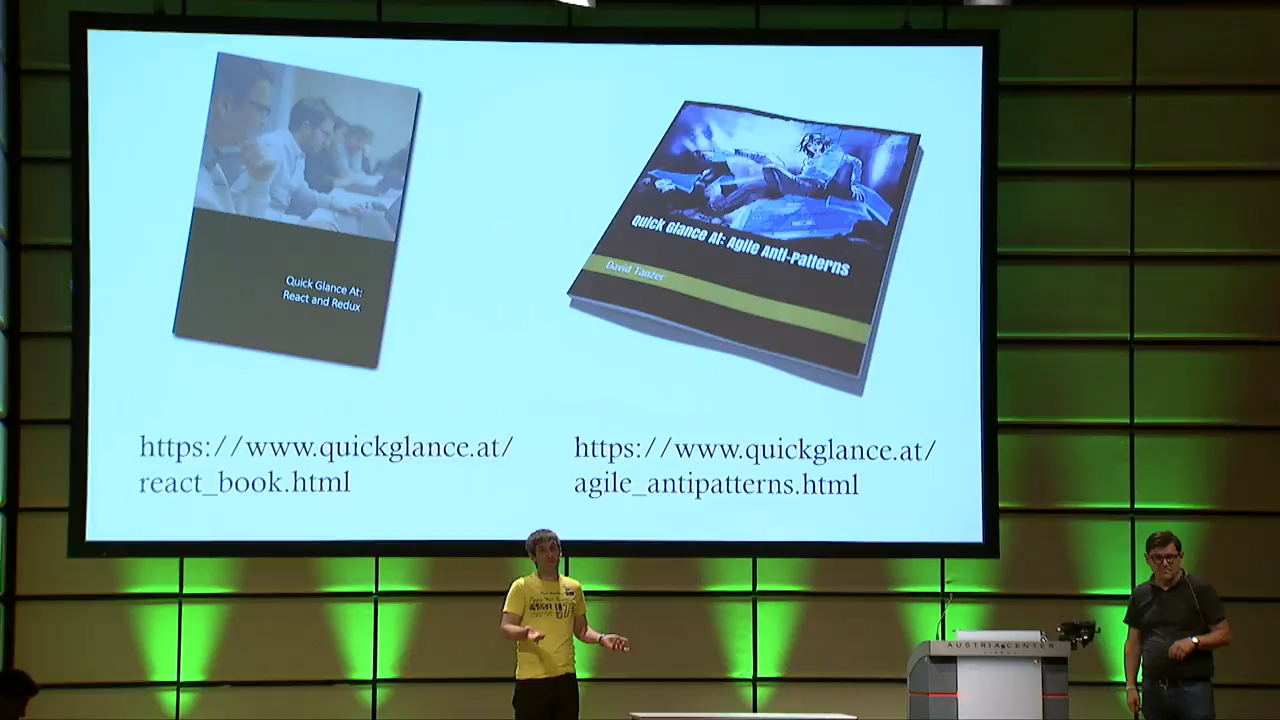 Quick Glance At:
React and Redux
Quick Glance At: Agile Anti-Patterns
David Tanzer
https://www.quickglance.at/
react_book.html
https://www.quickglance.at/
agile_antipatterns.html
AUSTRIA CENTER